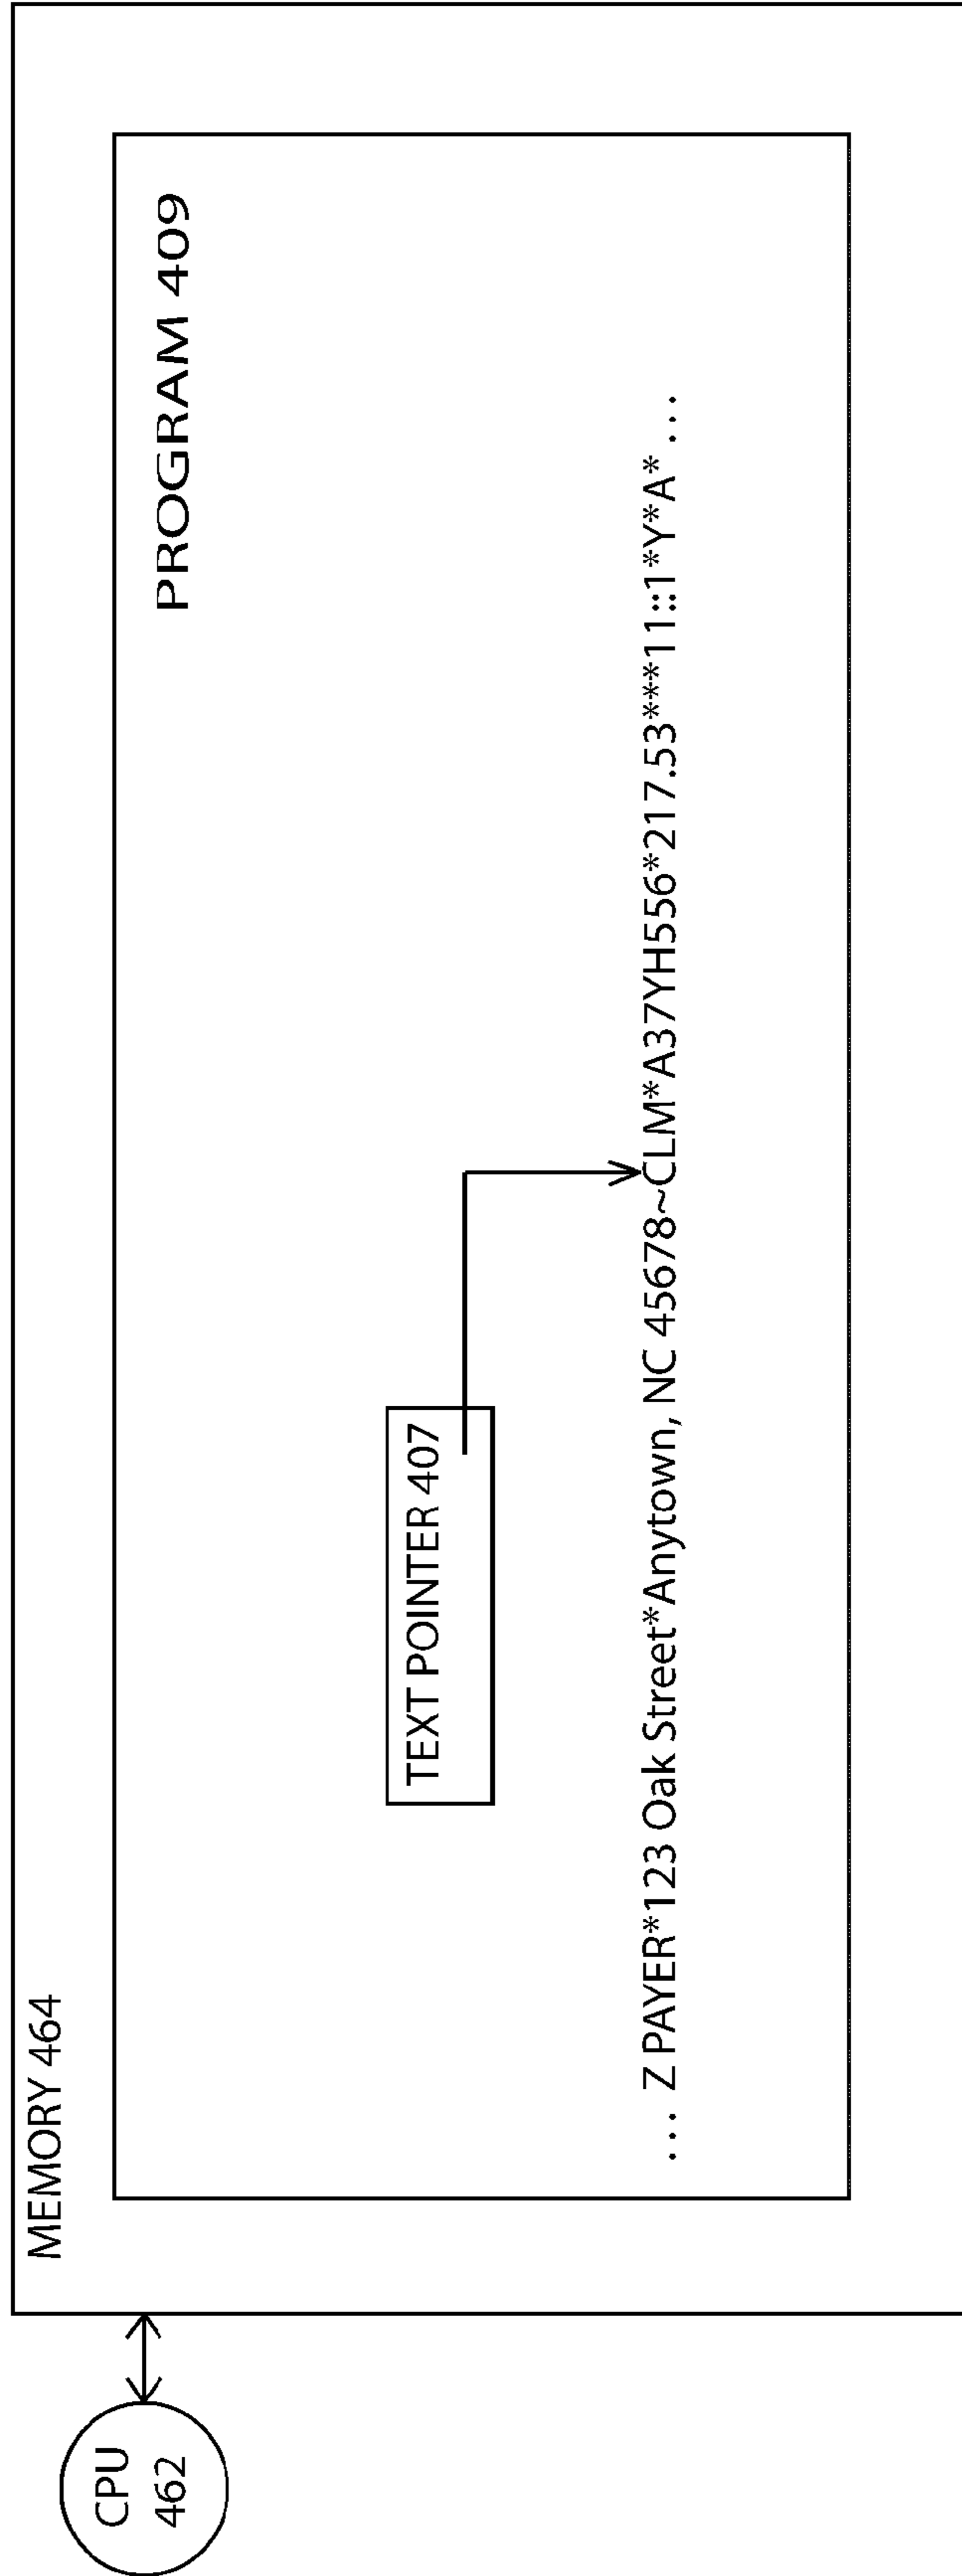 MEMORY 464
PROGRAM 409
TEXT POINTER 407
... Z PAYER*123 Oak Street*Anytown, NC 45678~CLM*A37YH556*217.53***11::1*Y*A* ...
CPU
462